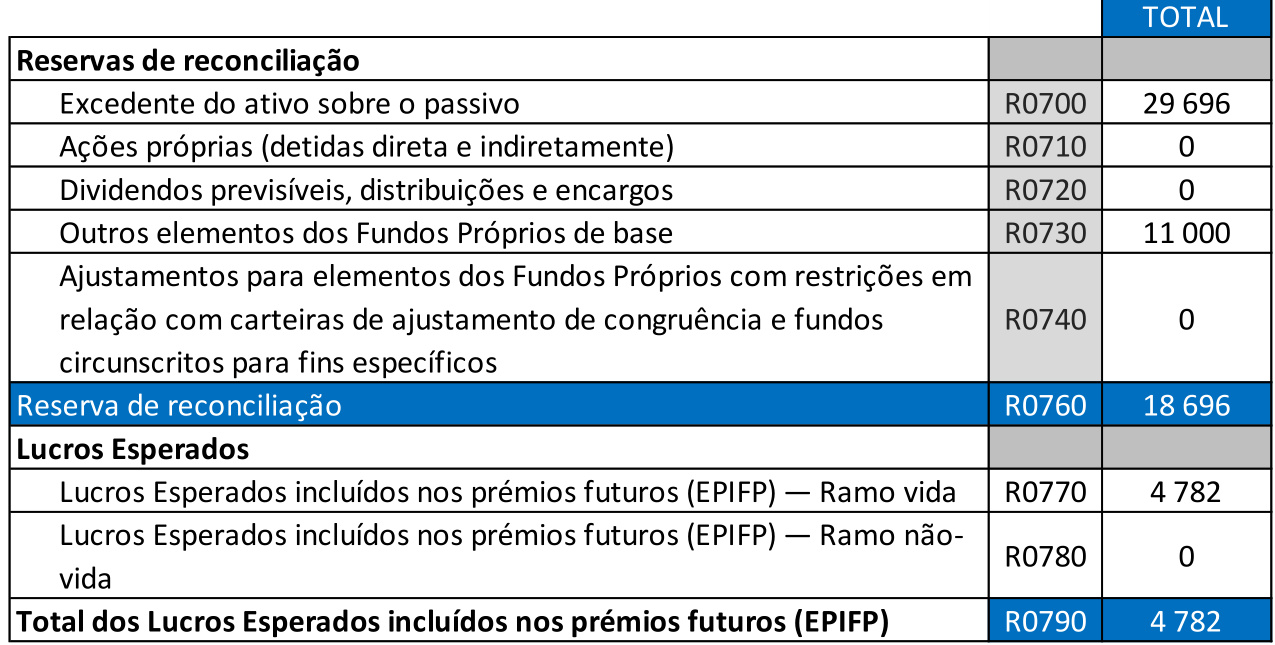 TOTAL
Reservas de reconciliação
Excedente do ativo sobre o passivo R0700 29 696
Ações próprias (detidas direta e indiretamente) R0710 0
Dividendos previsíveis, distribuições e encargos R0720 0
Outros elementos dos Fundos Próprios de base R0730 11 000
Ajustamentos para elementos dos Fundos Próprios com restrições em
relação com carteiras de ajustamento de congruência e fundos R0740 0
circunscritos para fins específicos
Reserva de reconciliação R0760 18 696
Lucros Esperados
Lucros Esperados incluídos nos prémios futuros (EPIFP) — Ramo vida R0770 4 782
Lucros Esperados incluídos nos prémios futuros (EPIFP) — Ramo não-
vida R0780 0
Total dos Lucros Esperados incluídos nos prémios futuros (EPIFP) R0790 4 782